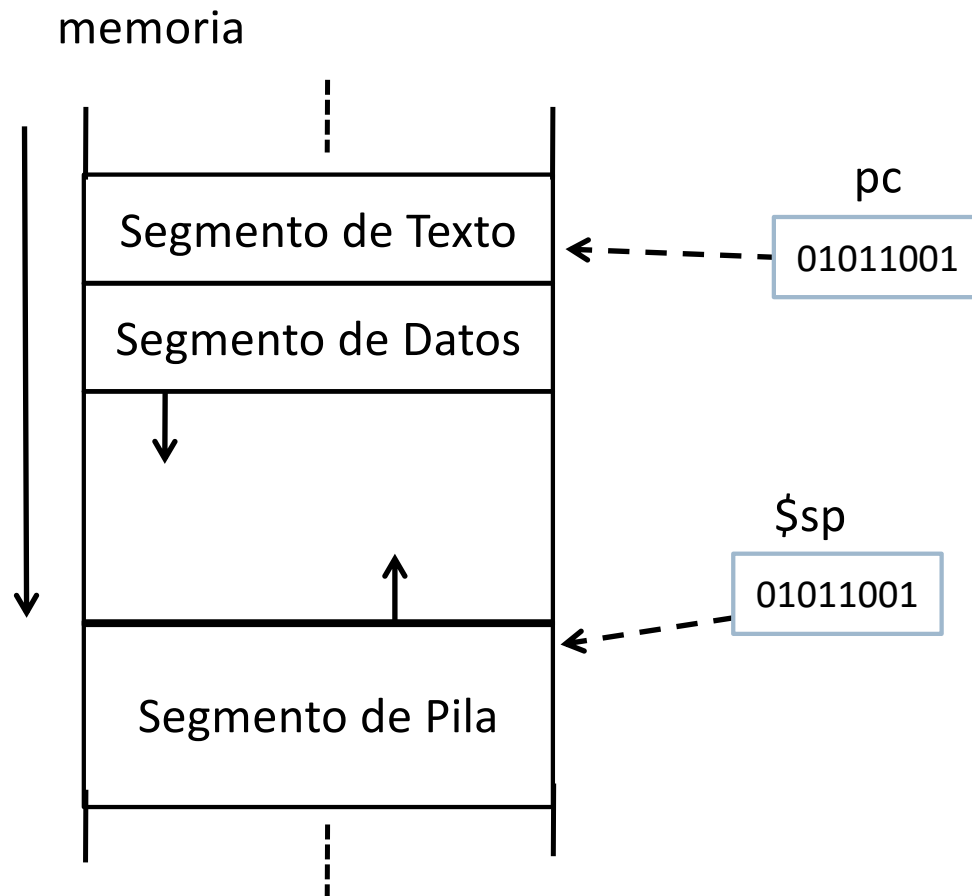 memoria
Segmento de Texto
Segmento de Datos
Segmento de Pila
pc
01011001
$sp
01011001